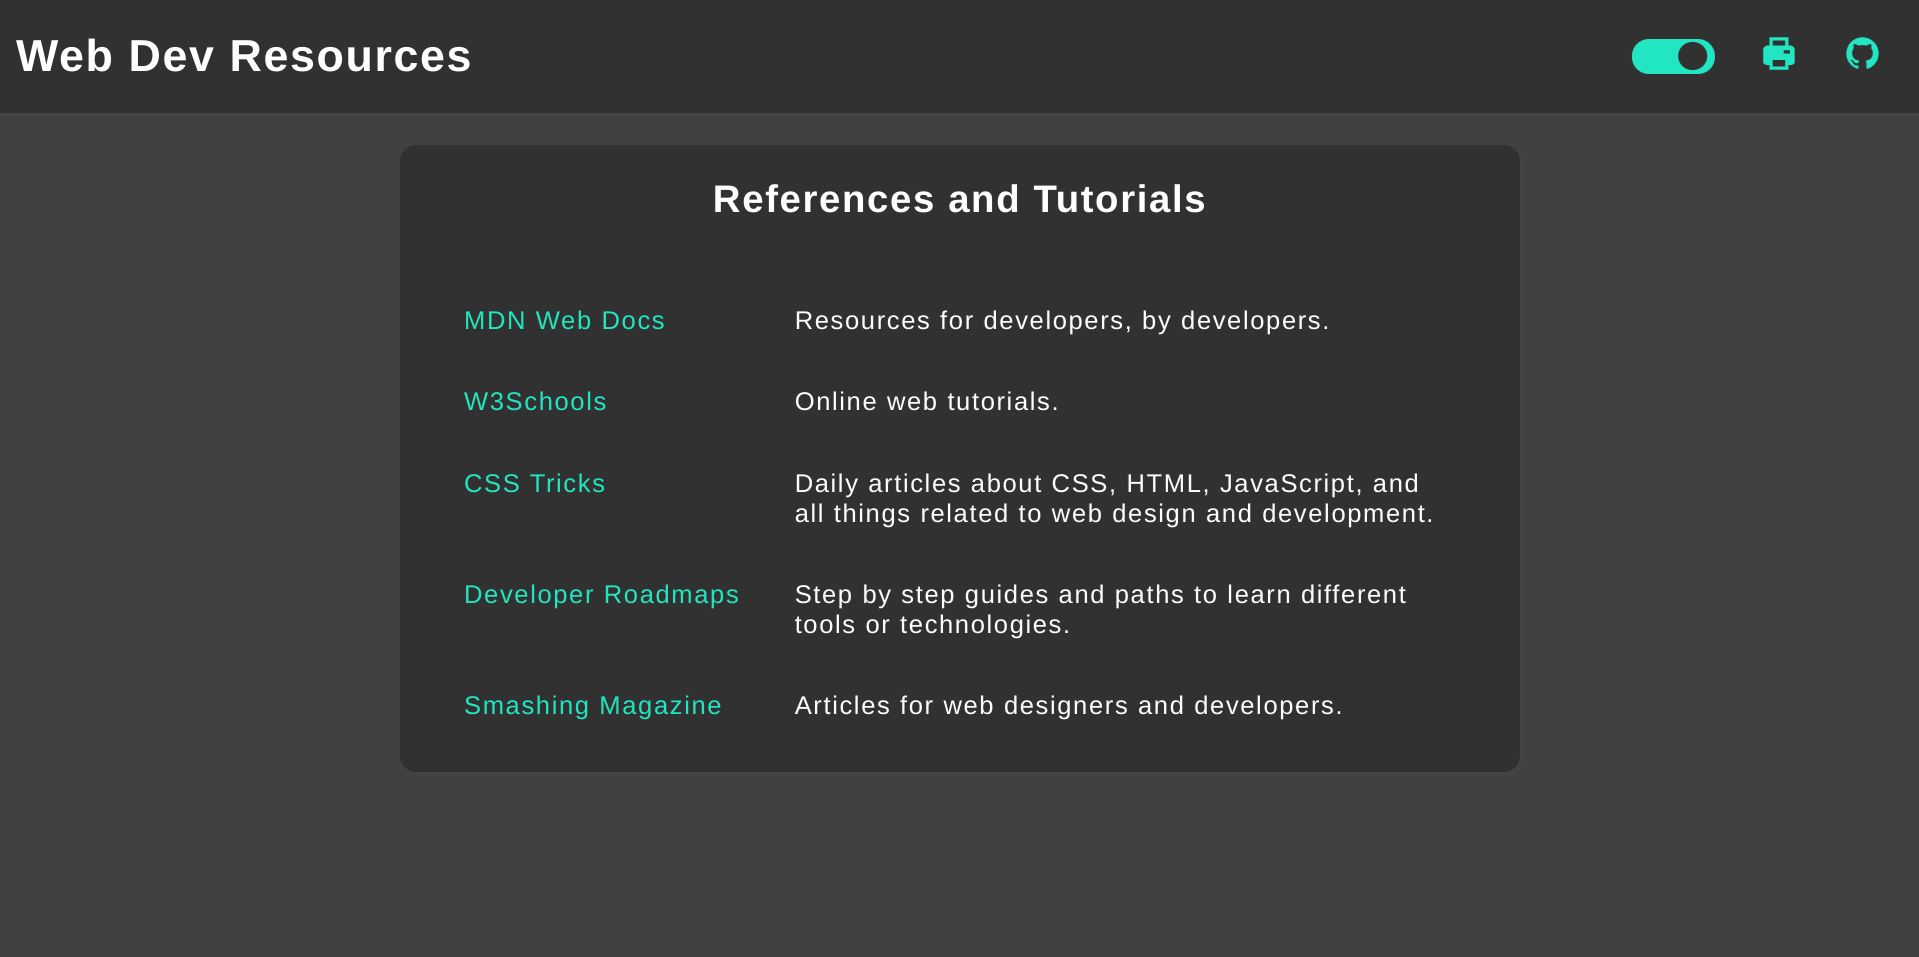 Web Dev Resources
References and Tutorials
MDN Web Docs
Resources for developers, by developers.
W3Schools
Online web tutorials.
CSS Tricks
Daily articles about CSS, HTML, JavaScript, and
all things related to web design and development.
Developer Roadmaps
Step by step guides and paths to learn different
tools or technologies.
Smashing Magazine
Articles for web designers and developers.